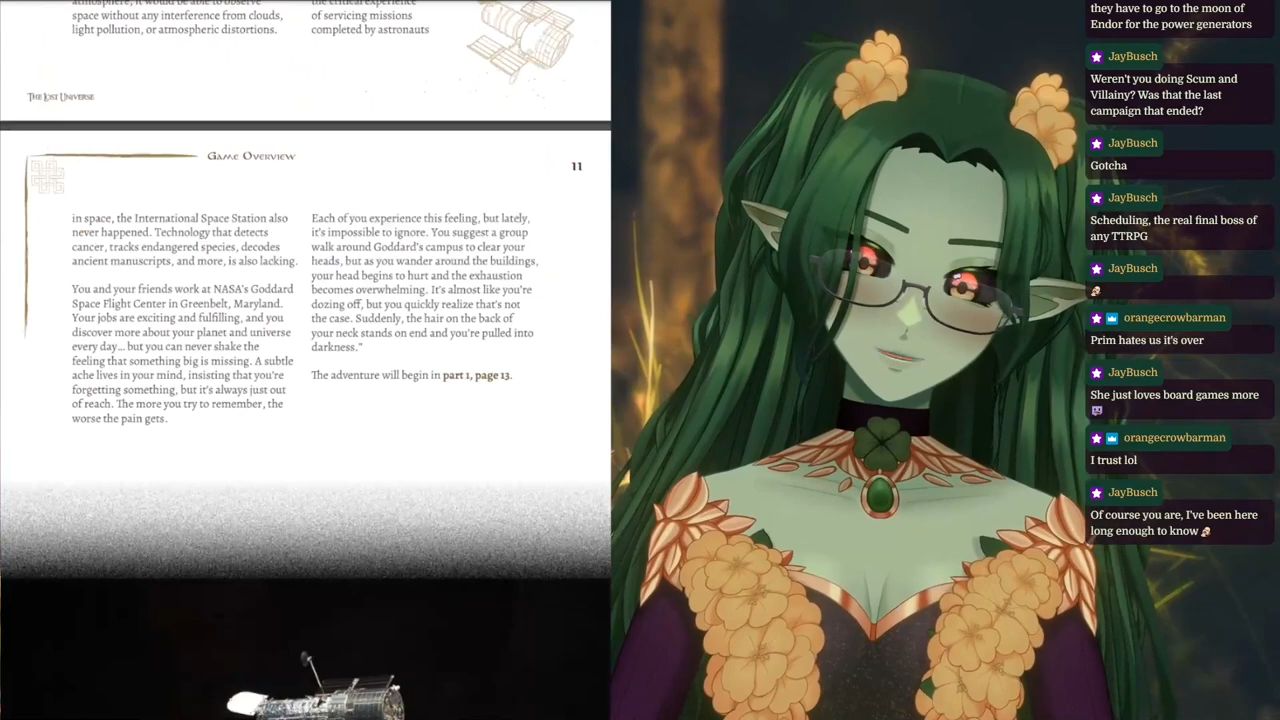 atmosphere, it would be able to observe
space without any interference from clouds,
light pollution, or atmospheric distortions.
the critical experience
of servicing missions
completed by astronauts
The Lost Universe
Game Overview
11
in space, the International Space Station also
never happened. Technology that detects
cancer, tracks endangered species, decodes
ancient manuscripts, and more, is also lacking.
You and your friends work at NASA's Goddard
Space Flight Center in Greenbelt, Maryland.
Your jobs are exciting and fulfilling, and you
discover more about your planet and universe
every day... but you can never shake the
feeling that something big is missing. A subtle
ache lives in your mind, insisting that you're
forgetting something, but it's always just out
of reach. The more you try to remember, the
worse the pain gets.
Each of you experience this feeling, but lately,
it's impossible to ignore. You suggest a group
walk around Goddard's campus to clear your
heads, but as you wander around the buildings,
your head begins to hurt and the exhaustion
becomes overwhelming. It's almost like you're
dozing off, but you quickly realize that's not
the case. Suddenly, the hair on the back of
your neck stands on end and you're pulled into
darkness."
The adventure will begin in part 1, page 13.
they have to go to the moon of
Endor for the power generators
JayBusch
Weren't you doing Scum and
Villainy? Was that the last
campaign that ended?
JayBusch
Gotcha
JayBusch
Scheduling, the real final boss of
any TTRPG
JayBusch
orangecrowbarman
Prim hates us it's over
JayBusch
She just loves board games more
orangecrowbarman
I trust lol
JayBusch
Of course you are, I've been here
long enough to know